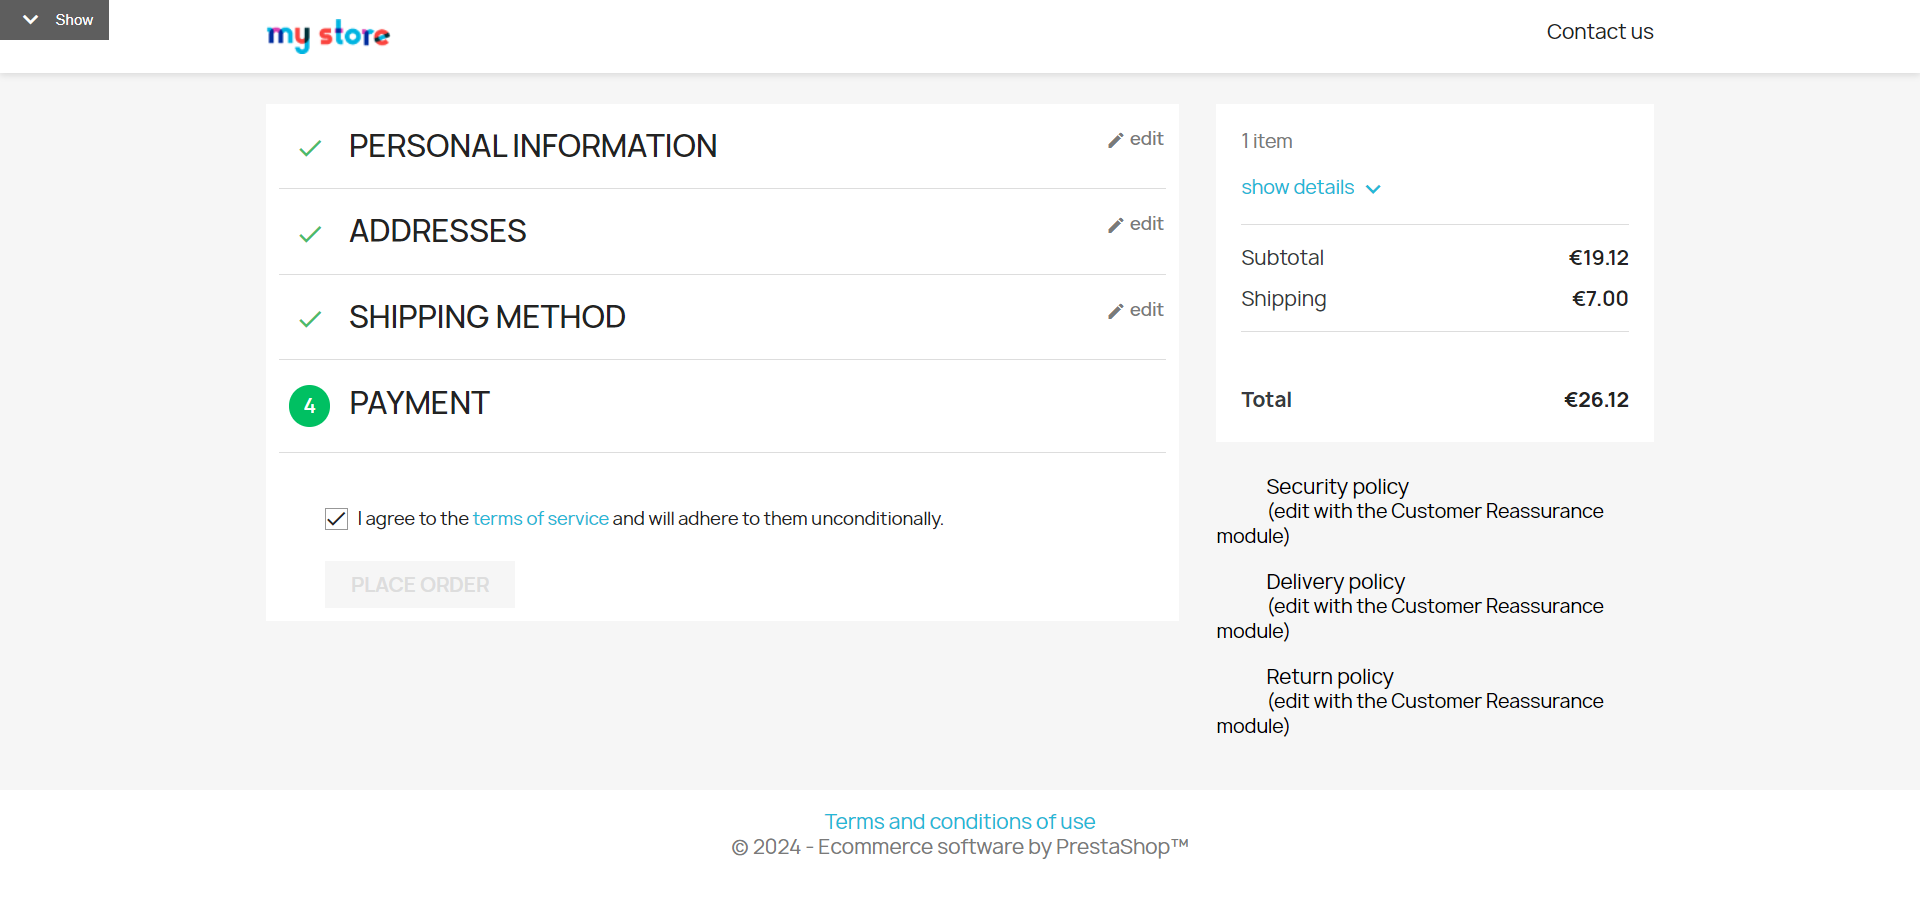 Show
my store
Contact us
PERSONAL INFORMATION
edit
ADDRESSES
edit
SHIPPING METHOD
edit
4
PAYMENT
I agree to the terms of service and will adhere to them unconditionally.
PLACE ORDER
1 item
show details
Subtotal €19.12
Shipping €7.00
Total €26.12
Security policy
(edit with the Customer Reassurance
module)
Delivery policy
(edit with the Customer Reassurance
module)
Return policy
(edit with the Customer Reassurance
module)
Terms and conditions of use
© 2024 - Ecommerce software by PrestaShop™